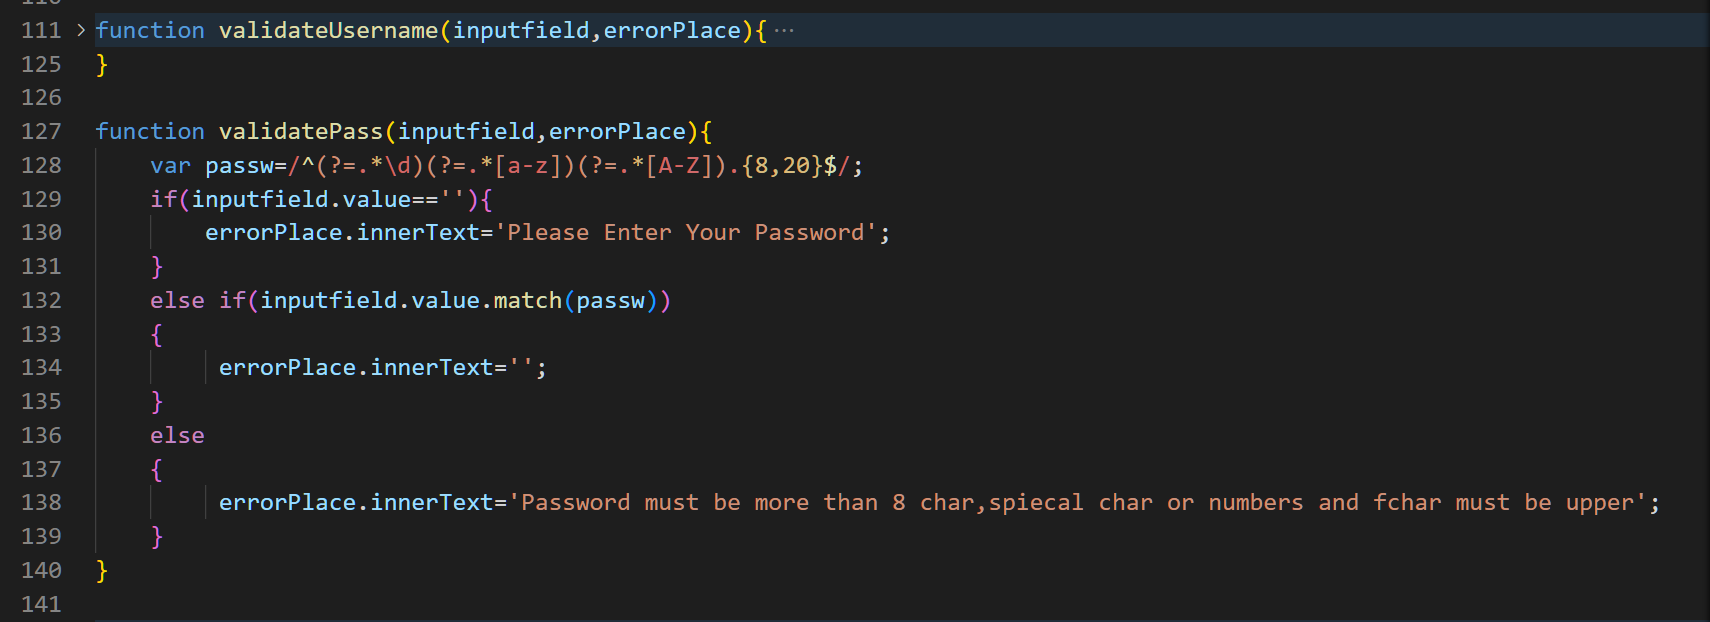 110
111 > function validateUsername(inputfield,errorPlace){ ···
125 }
126
127 function validatePass(inputfield,errorPlace){
128 var passw=/^(?=.*\d)(?=.*[a-z])(?=.*[A-Z]).{8,20}$/;
129 if(inputfield.value==''){
130 errorPlace.innerText='Please Enter Your Password';
131 }
132 else if(inputfield.value.match(passw))
133 {
134 errorPlace.innerText='';
135 }
136 else
137 {
138 errorPlace.innerText='Password must be more than 8 char,spiecal char or numbers and fchar must be upper';
139 }
140 }
141